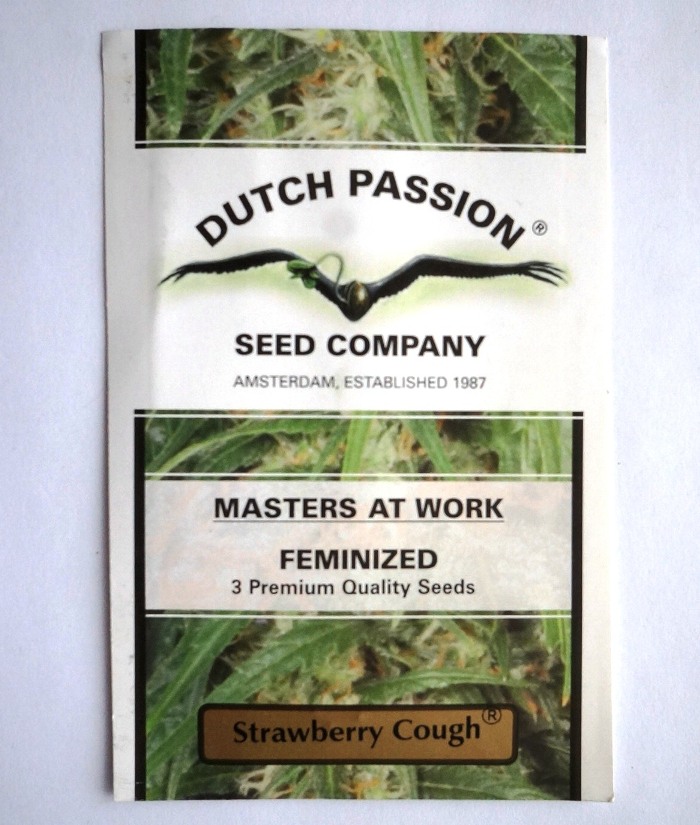 DUTCH PASSION®
SEED COMPANY
AMSTERDAM, ESTABLISHED 1987
MASTERS AT WORK
FEMINIZED
3 Premium Quality Seeds
Strawberry Cough®